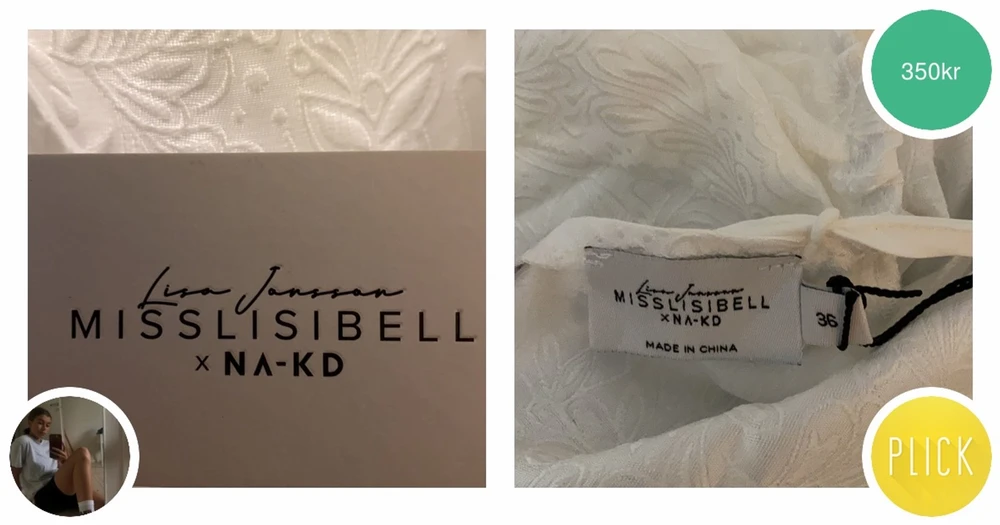 Lisa Jansson
MISSLISIBELL
x NA-KD
350kr
Lisa Jansson
MISSLISIBELL
x NA-KD
MADE IN CHINA
36
PLICK